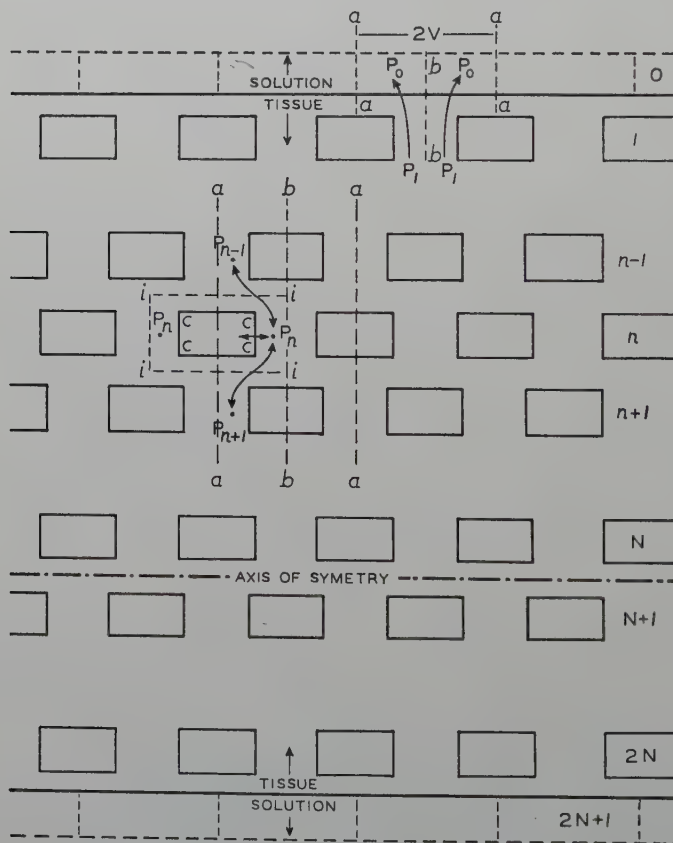 a a
2V
P₀ b P₀ O
SOLUTION
TISSUE a a
1
b
P₁ P₁
a b a
Pₙ₋₁ n-1
i i
Pₙ c c Pₙ n
c c
i i
n+1
Pₙ₊₁
a b a
N
AXIS OF SYMETRY
N+1
2N
TISSUE
SOLUTION
2N+1